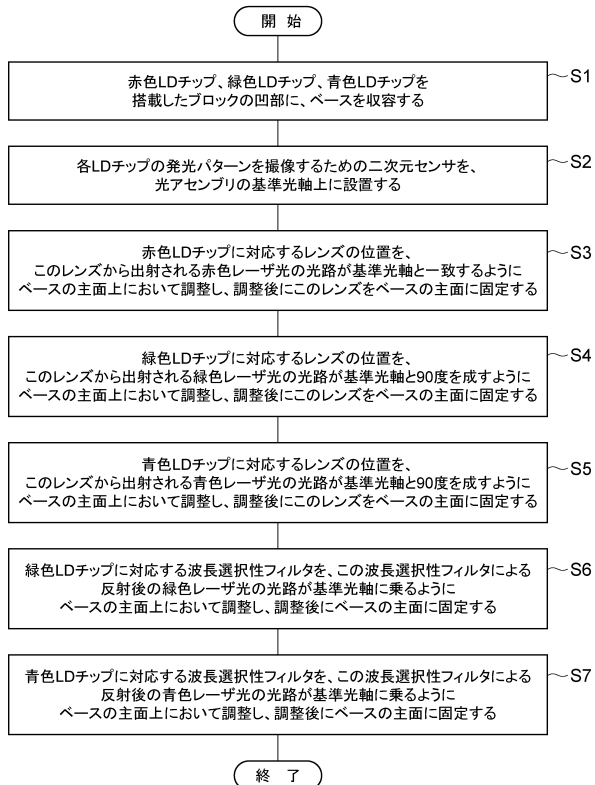 開 始
赤色LDチップ、緑色LDチップ、青色LDチップを
搭載したブロックの凹部に、ベースを収容する
S1
各LDチップの発光パターンを撮像するための二次元センサを、
光アセンブリの基準光軸上に設置する
S2
赤色LDチップに対応するレンズの位置を、
このレンズから出射される赤色レーザ光の光路が基準光軸と一致するように
ベースの主面上において調整し、調整後にこのレンズをベースの主面に固定する
S3
緑色LDチップに対応するレンズの位置を、
このレンズから出射される緑色レーザ光の光路が基準光軸と90度を成すように
ベースの主面上において調整し、調整後にこのレンズをベースの主面に固定する
S4
青色LDチップに対応するレンズの位置を、
このレンズから出射される青色レーザ光の光路が基準光軸と90度を成すように
ベースの主面上において調整し、調整後にこのレンズをベースの主面に固定する
S5
緑色LDチップに対応する波長選択性フィルタを、この波長選択性フィルタによる
反射後の緑色レーザ光の光路が基準光軸に乗るように
ベースの主面上において調整し、調整後にベースの主面に固定する
S6
青色LDチップに対応する波長選択性フィルタを、この波長選択性フィルタによる
反射後の青色レーザ光の光路が基準光軸に乗るように
ベースの主面上において調整し、調整後にベースの主面に固定する
S7
終 了